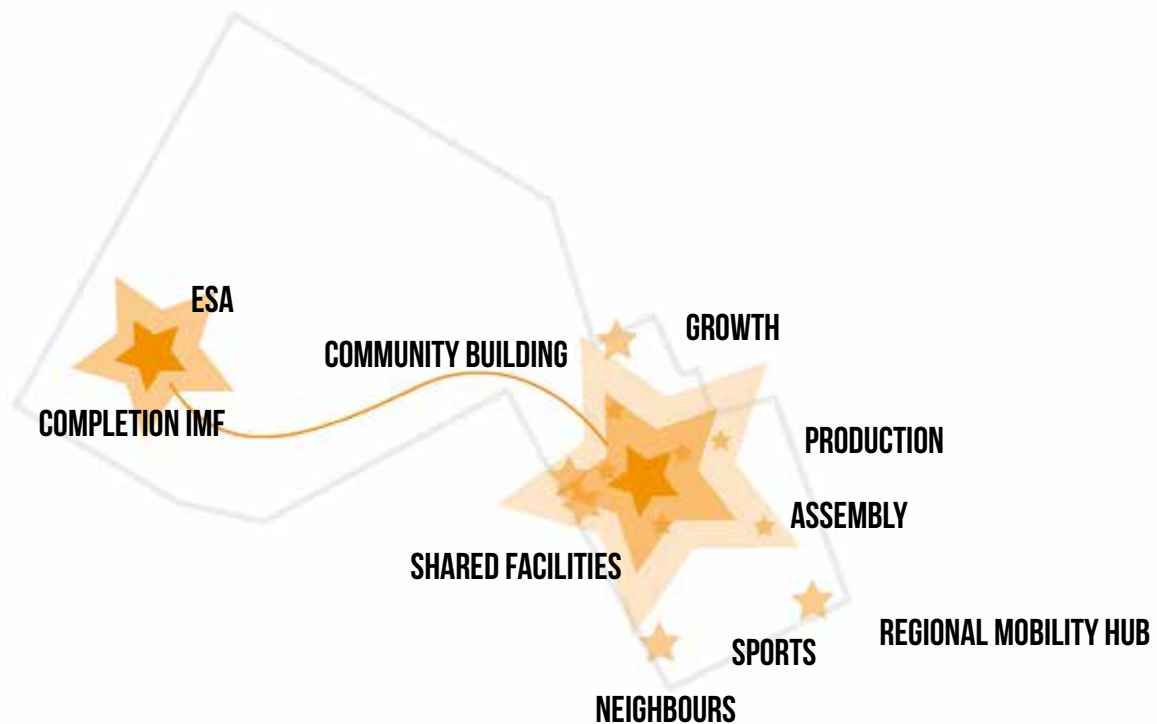 ESA
GROWTH
COMMUNITY BUILDING
COMPLETION IMF
PRODUCTION
ASSEMBLY
SHARED FACILITIES
REGIONAL MOBILITY HUB
SPORTS
NEIGHBOURS